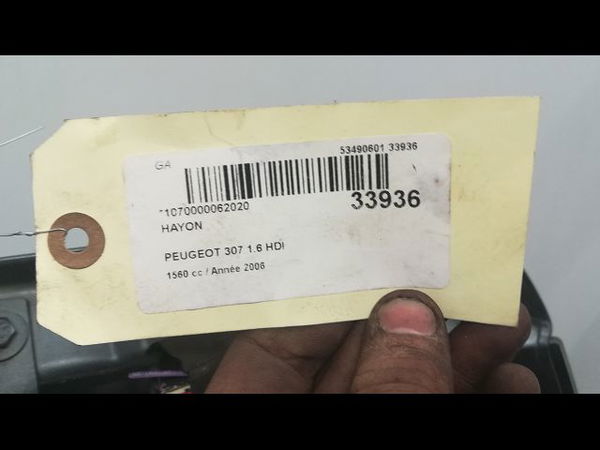 GA
53490601 33936
*1070000062020
33936
HAYON
PEUGEOT 307 1.6 HDI
1560 cc / Année 2006